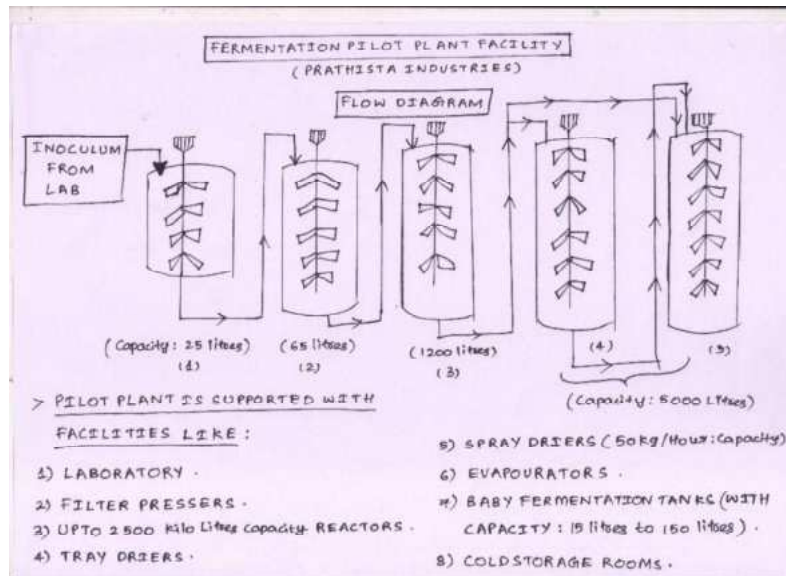 FERMENTATION PILOT PLANT FACILITY
(PRATHISTA INDUSTRIES)
FLOW DIAGRAM
INOCULUM
FROM
LAB
(Capacity: 25 litres)
(1)
(65 litres)
(2)
(1200 litres)
(3)
(4)
(5)
(Capacity: 5000 Litres)
> PILOT PLANT IS SUPPORTED WITH
FACILITIES LIKE:
1) LABORATORY.
2) FILTER PRESSERS.
3) UPTO 2500 Kilo Litres Capacity REACTORS.
4) TRAY DRIERS.
5) SPRAY DRIERS (50kg/Hour: Capacity)
6) EVAPOURATORS.
7) BABY FERMENTATION TANKS (WITH
CAPACITY: 15 litres to 150 litres).
8) COLDSTORAGE ROOMS.